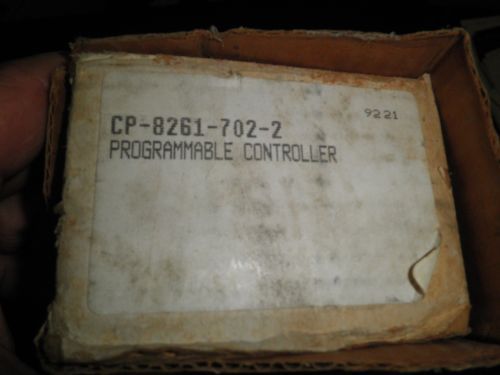 9221
CP-8261-702-2
PROGRAMMABLE CONTROLLER